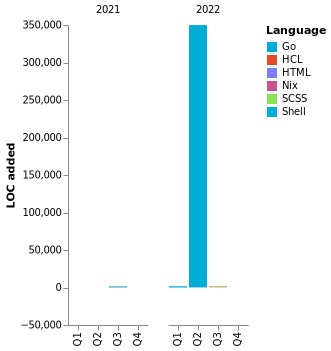 2021 2022
Language
Go
HCL
HTML
Nix
SCSS
Shell
LOC added
350,000
300,000
250,000
200,000
150,000
100,000
50,000
0
−50,000
Q1 Q2 Q3 Q4 Q1 Q2 Q3 Q4